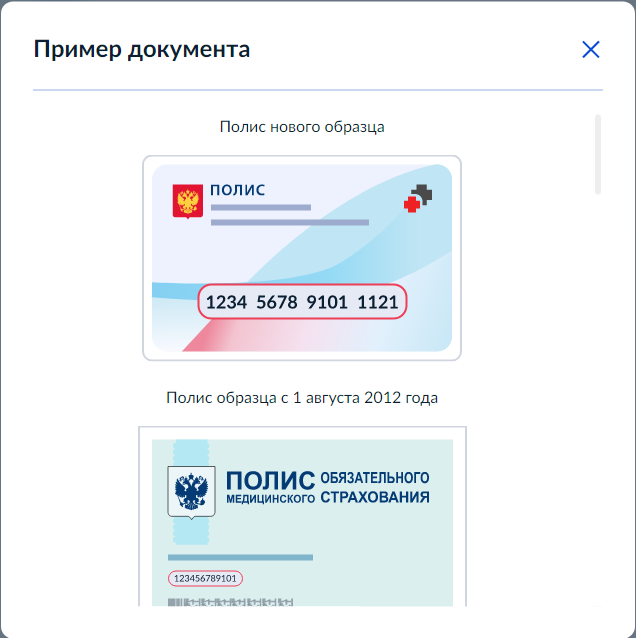 Пример документа
Полис нового образца
ПОЛИС
1234 5678 9101 1121
Полис образца с 1 августа 2012 года
ПОЛИС ОБЯЗАТЕЛЬНОГО
МЕДИЦИНСКОГО СТРАХОВАНИЯ
123456789101